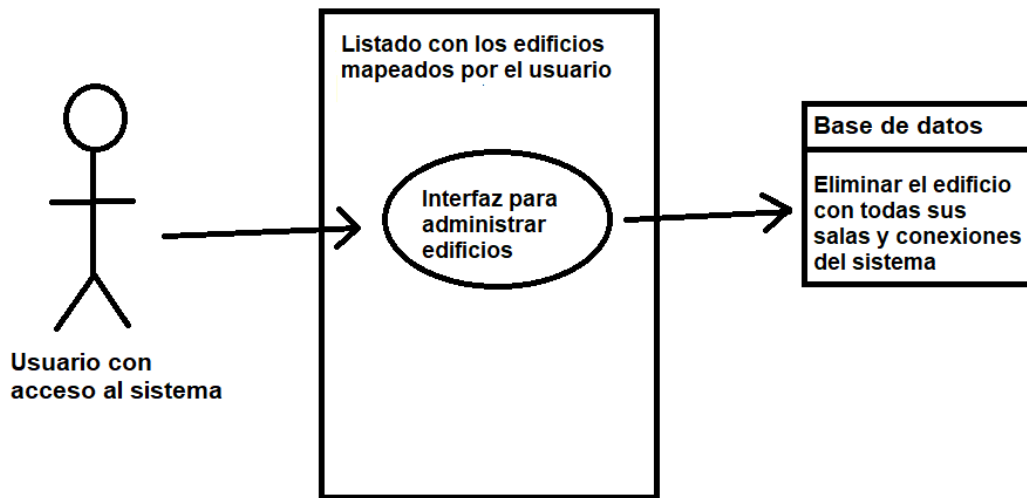 Listado con los edificios
mapeados por el usuario
Interfaz para
administrar
edificios
Base de datos
Eliminar el edificio
con todas sus
salas y conexiones
del sistema
Usuario con
acceso al sistema